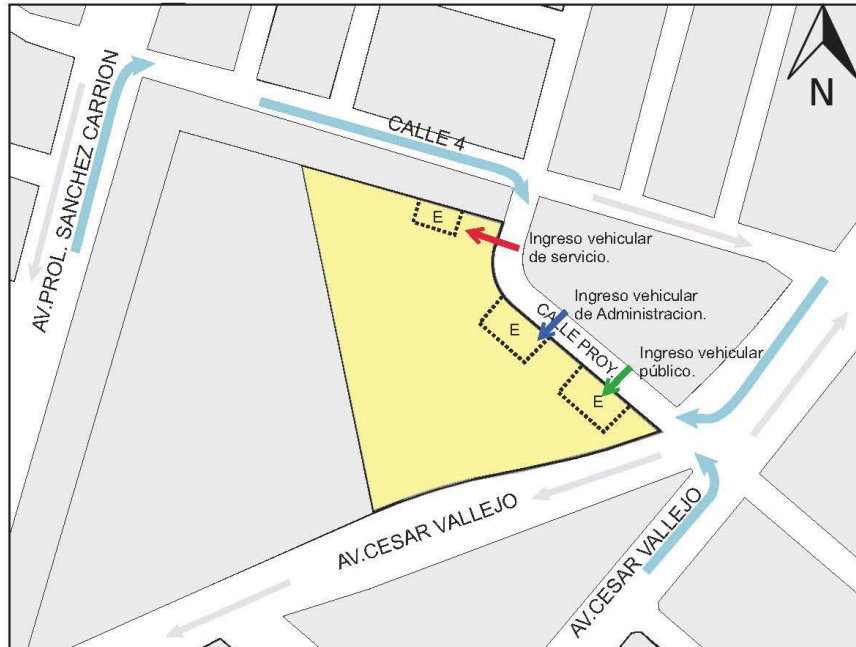 N
AV.PROL. SANCHEZ CARRION
CALLE 4
E
Ingreso vehicular
de servicio.
Ingreso vehicular
de Administracion.
E
CALLE PROY.
Ingreso vehicular
público.
E
AV.CESAR VALLEJO
AV.CESAR VALLEJO